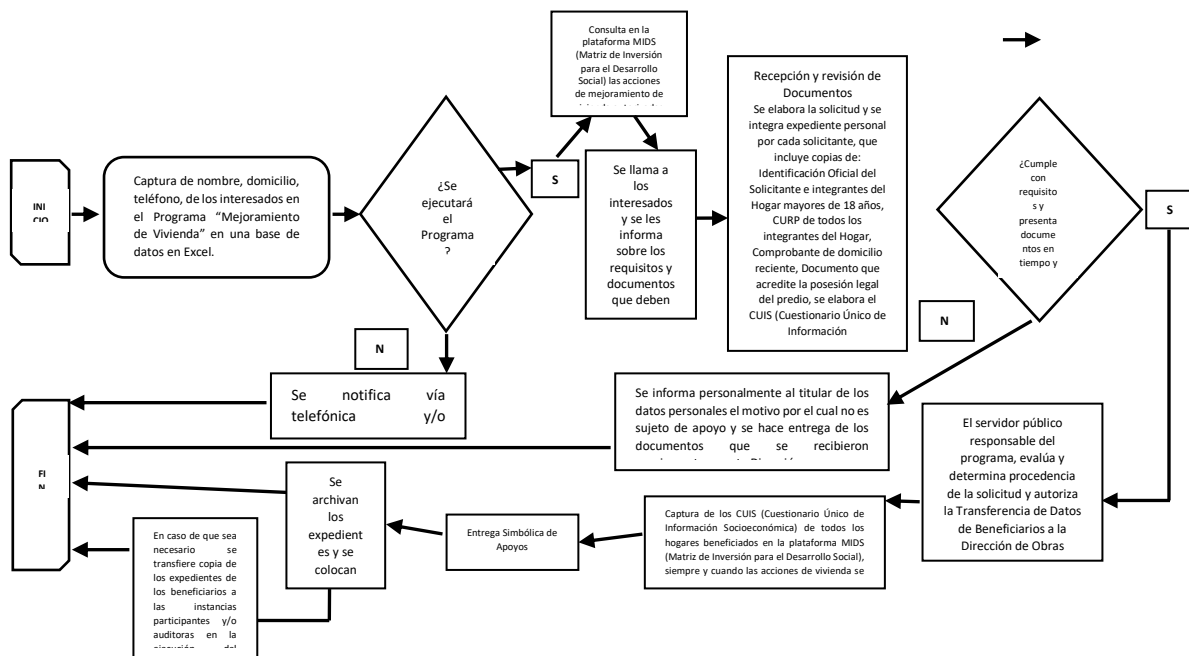 INI
CIO
Captura de nombre, domicilio,
teléfono, de los interesados en
el Programa “Mejoramiento
de Vivienda” en una base de
datos en Excel.
¿Se
ejecutará
el
Programa
?
S
Consulta en la
plataforma MIDS
(Matriz de Inversión
para el Desarrollo
Social) las acciones
de mejoramiento de
Se llama a
los
interesados
y se les
informa
sobre los
requisitos y
documentos
que deben
Recepción y revisión de
Documentos
Se elabora la solicitud y se
integra expediente personal
por cada solicitante, que
incluye copias de:
Identificación Oficial del
Solicitante e integrantes del
Hogar mayores de 18 años,
CURP de todos los
integrantes del Hogar,
Comprobante de domicilio
reciente, Documento que
acredite la posesión legal
del predio, se elabora el
CUIS (Cuestionario Único de
Información
¿Cumple
con
requisito
s y
presenta
docume
ntos en
tiempo y
S
N
N
Se notifica vía
telefónica y/o
Se informa personalmente al titular de los
datos personales el motivo por el cual no es
sujeto de apoyo y se hace entrega de los
documentos que se recibieron
El servidor público
responsable del
programa, evalúa y
determina procedencia
de la solicitud y autoriza
la Transferencia de Datos
de Beneficiarios a la
Dirección de Obras
Captura de los CUIS (Cuestionario Único de
Información Socioeconómica) de todos los
hogares beneficiados en la plataforma MIDS
(Matriz de Inversión para el Desarrollo Social),
siempre y cuando las acciones de vivienda se
Entrega Simbólica de
Apoyos
Se
archivan
los
expedient
es y se
colocan
En caso de que sea
necesario se
transfiere copia de
los expedientes de
los beneficiarios a
las instancias
participantes y/o
auditoras en la
FI
N